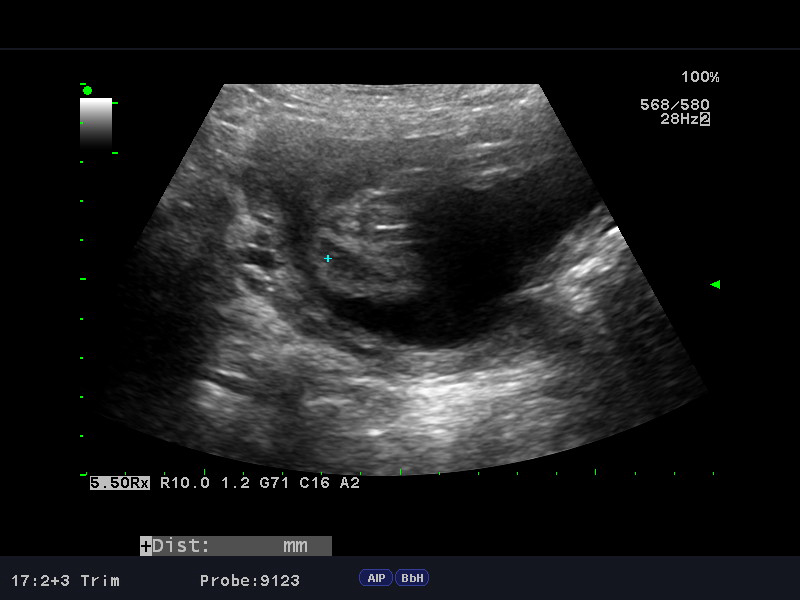 100%
568/580
28Hz2
5.50Rx R10.0 1.2 G71 C16 A2
+Dist: mm
17:2+3 Trim Probe:9123 AIP BbH